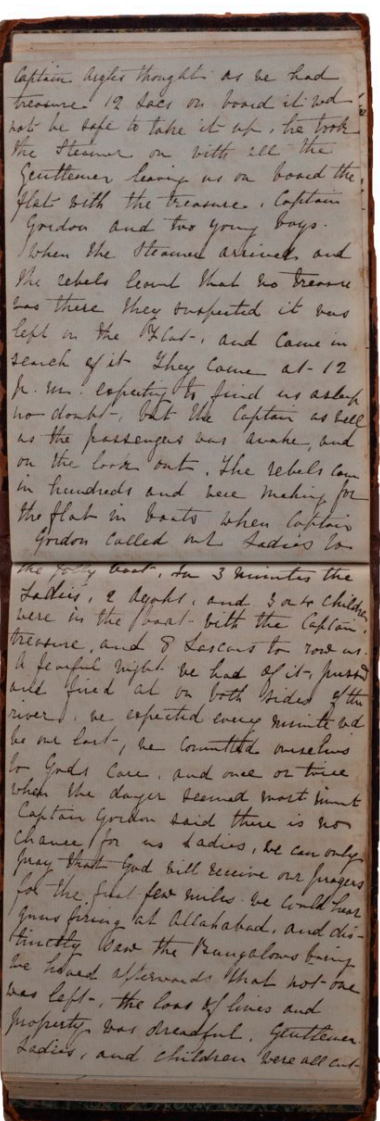 Captain thought as we had
treasure 12 Lacs on board it wd
not be safe to take it up, he took
the Steamer on with all the
Gentlemen leaving us on board the
flat with the treasure, Captain
Gordon and two young boys.
When the Steamer arrived and
the rebels learnt that no treasure
was there they suspected it was
left in the Flat, and came in
search of it They came at 12
p.m. expecting to find us asleep
no doubt, but the Captain as well
as the passengers was awake, and
on the look out. The rebels came
in hundreds and were making for
the flat in boats when Captain
Gordon called out Ladies to
the Jolly boat, In 3 minutes the
Ladies, 2 Ayahs, and 3 or 4 children
were in the boat with the Captain,
treasure, and 8 Lascars to row us.
A fearful night we had of it, pursued
and fired at on both sides of the
river, we expected every minute wd
be our last, we committed ourselves
to Gods care, and once or twice
when the danger seemed most
Captain Gordon said there is no
chance for us Ladies, we can only
pray that God will receive our prayers
for the first few miles we could hear
guns firing at Allahabad, and dis-
tinctly saw the Bungalows being
we heard afterwards that not one
was left, the loss of lives and
property was dreadful. Gentlemen
Ladies, and children were all cut